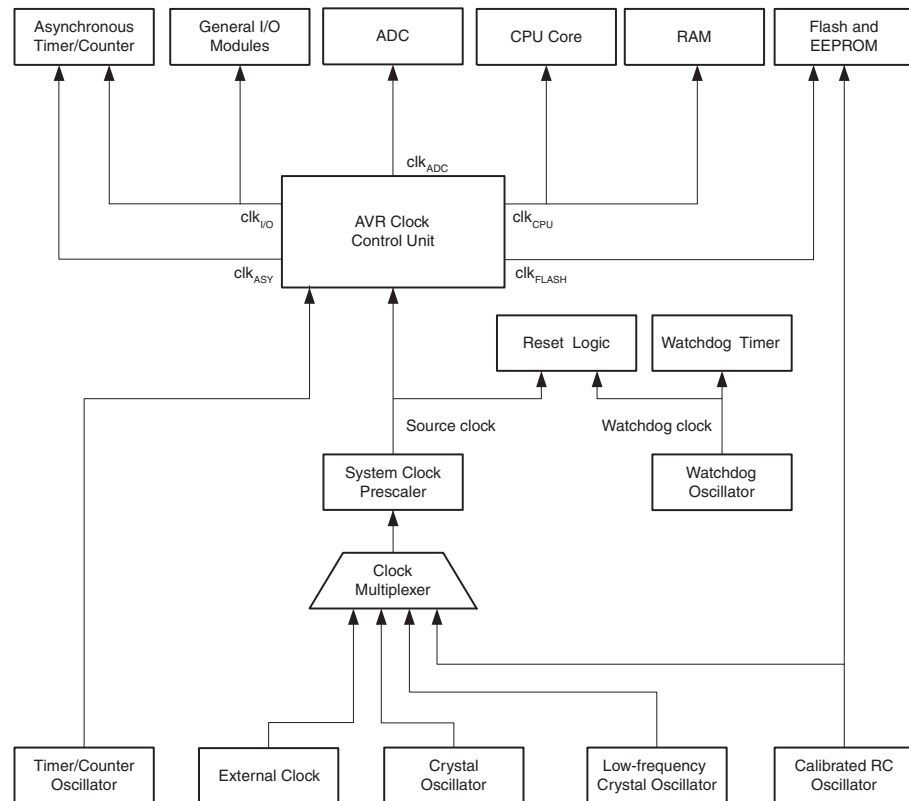 Asynchronous
Timer/Counter
General I/O
Modules
ADC
CPU Core
RAM
Flash and
EEPROM
clkADC
AVR Clock
Control Unit
clkI/O
clkCPU
clkASY
clkFLASH
Reset Logic
Watchdog Timer
Source clock
Watchdog clock
System Clock
Prescaler
Watchdog
Oscillator
Clock
Multiplexer
Timer/Counter
Oscillator
External Clock
Crystal
Oscillator
Low-frequency
Crystal Oscillator
Calibrated RC
Oscillator